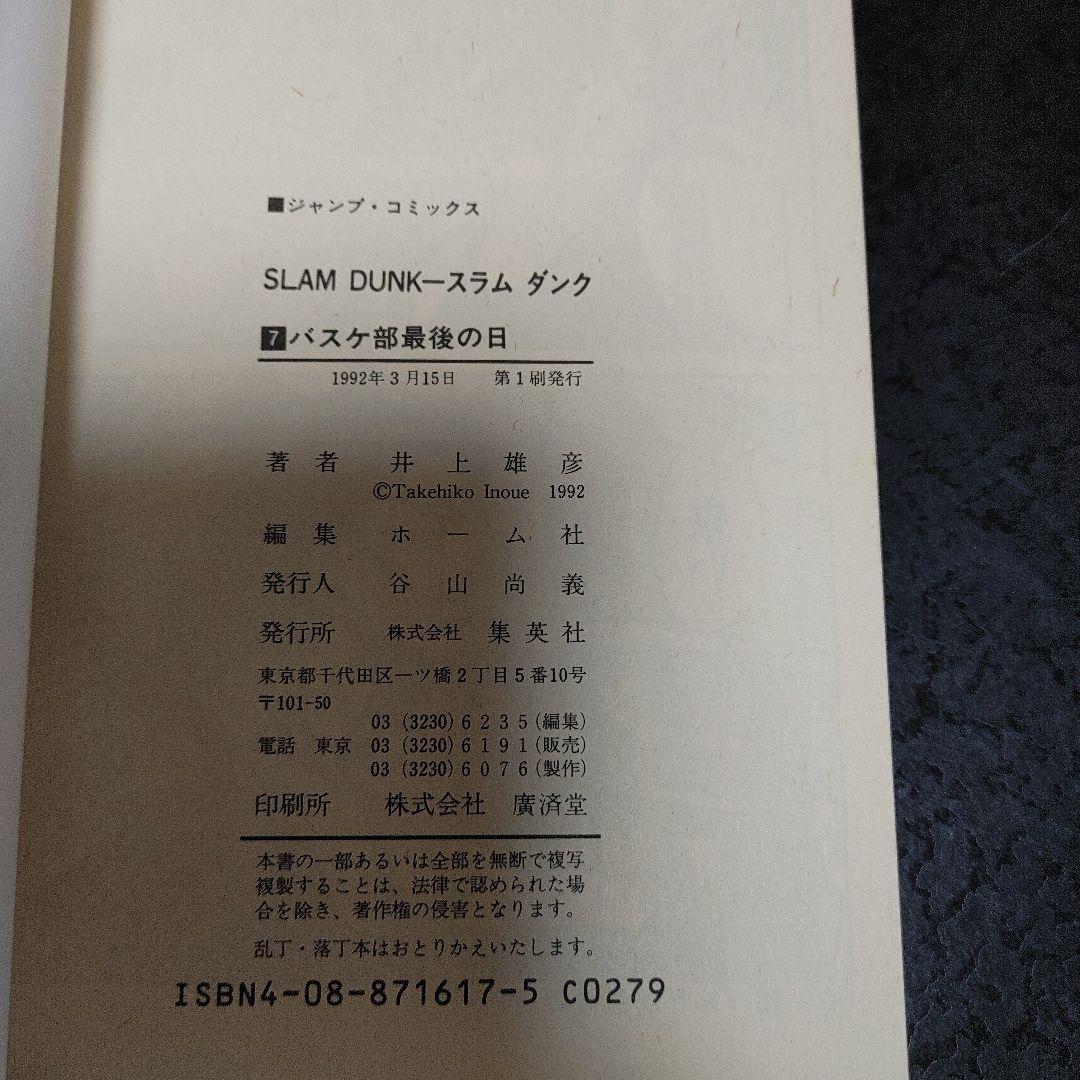 ■ジャンプ・コミックス
SLAM DUNK―スラム ダンク
7バスケ部最後の日
1992年3月15日 第1刷発行
著者 井上雄彦
©Takehiko Inoue 1992
編集 ホーム社
発行人 谷山尚義
発行所 株式会社 集英社
東京都千代田区一ツ橋2丁目5番10号
〒101-50
03 (3230) 6235 (編集)
電話 東京 03 (3230) 6191 (販売)
03 (3230) 6076 (製作)
印刷所 株式会社 廣済堂
本書の一部あるいは全部を無断で複写
複製することは、法律で認められた場
合を除き、著作権の侵害となります。
乱丁・落丁本はおとりかえいたします。
ISBN4-08-871617-5 C0279